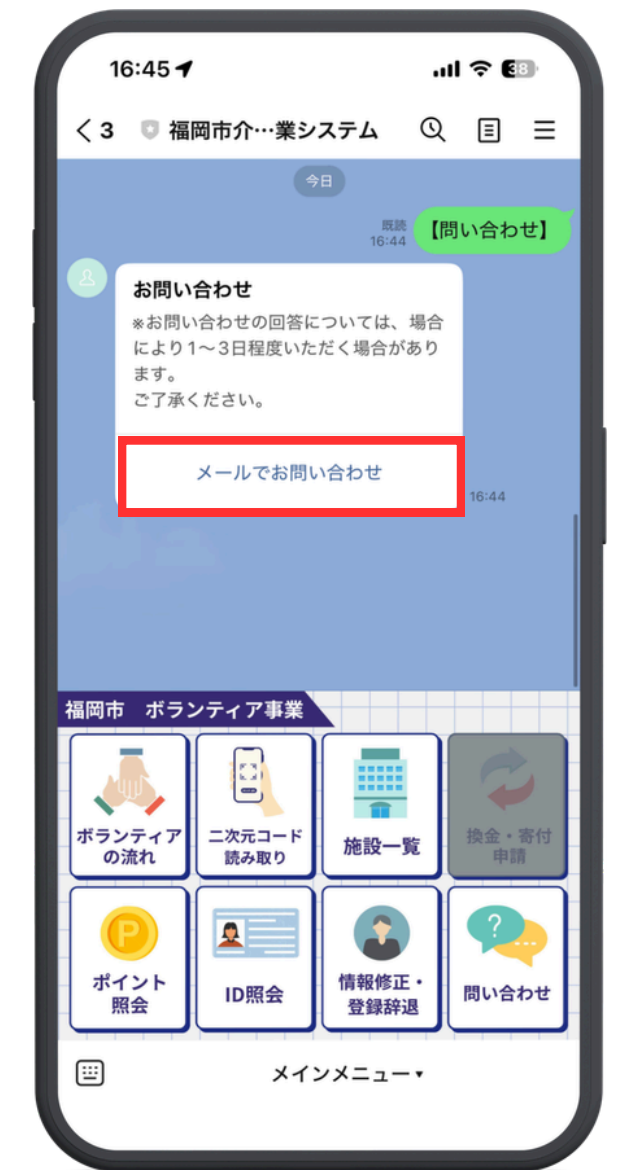 16:45
38
3
福岡市介…業システム
今日
既読
16:44
【問い合わせ】
お問い合わせ
※お問い合わせの回答については、場合
により1～3日程度いただく場合があり
ます。
ご了承ください。
メールでお問い合わせ
16:44
福岡市 ボランティア事業
ボランティア
の流れ
二次元コード
読み取り
施設一覧
換金・寄付
申請
P
ポイント
照会
ID照会
情報修正・
登録辞退
?
問い合わせ
メインメニュー▾